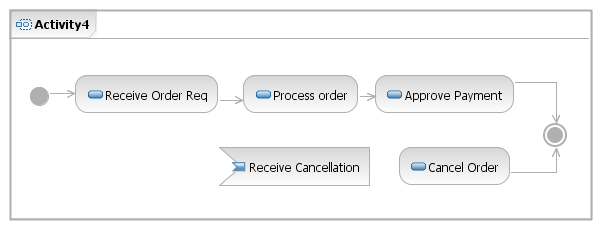 Activity4
Receive Order Req
Process order
Approve Payment
Receive Cancellation
Cancel Order